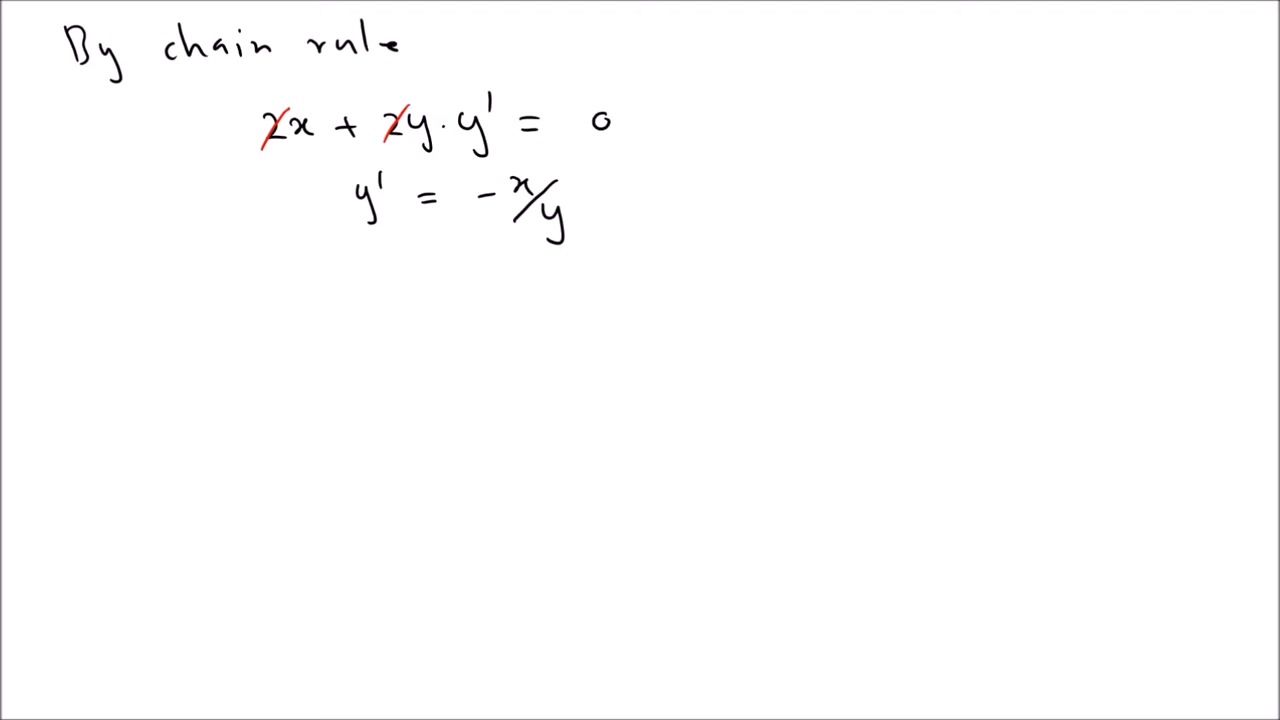 By chain rule
2x + 2y · y' = 0
y' = - x/y